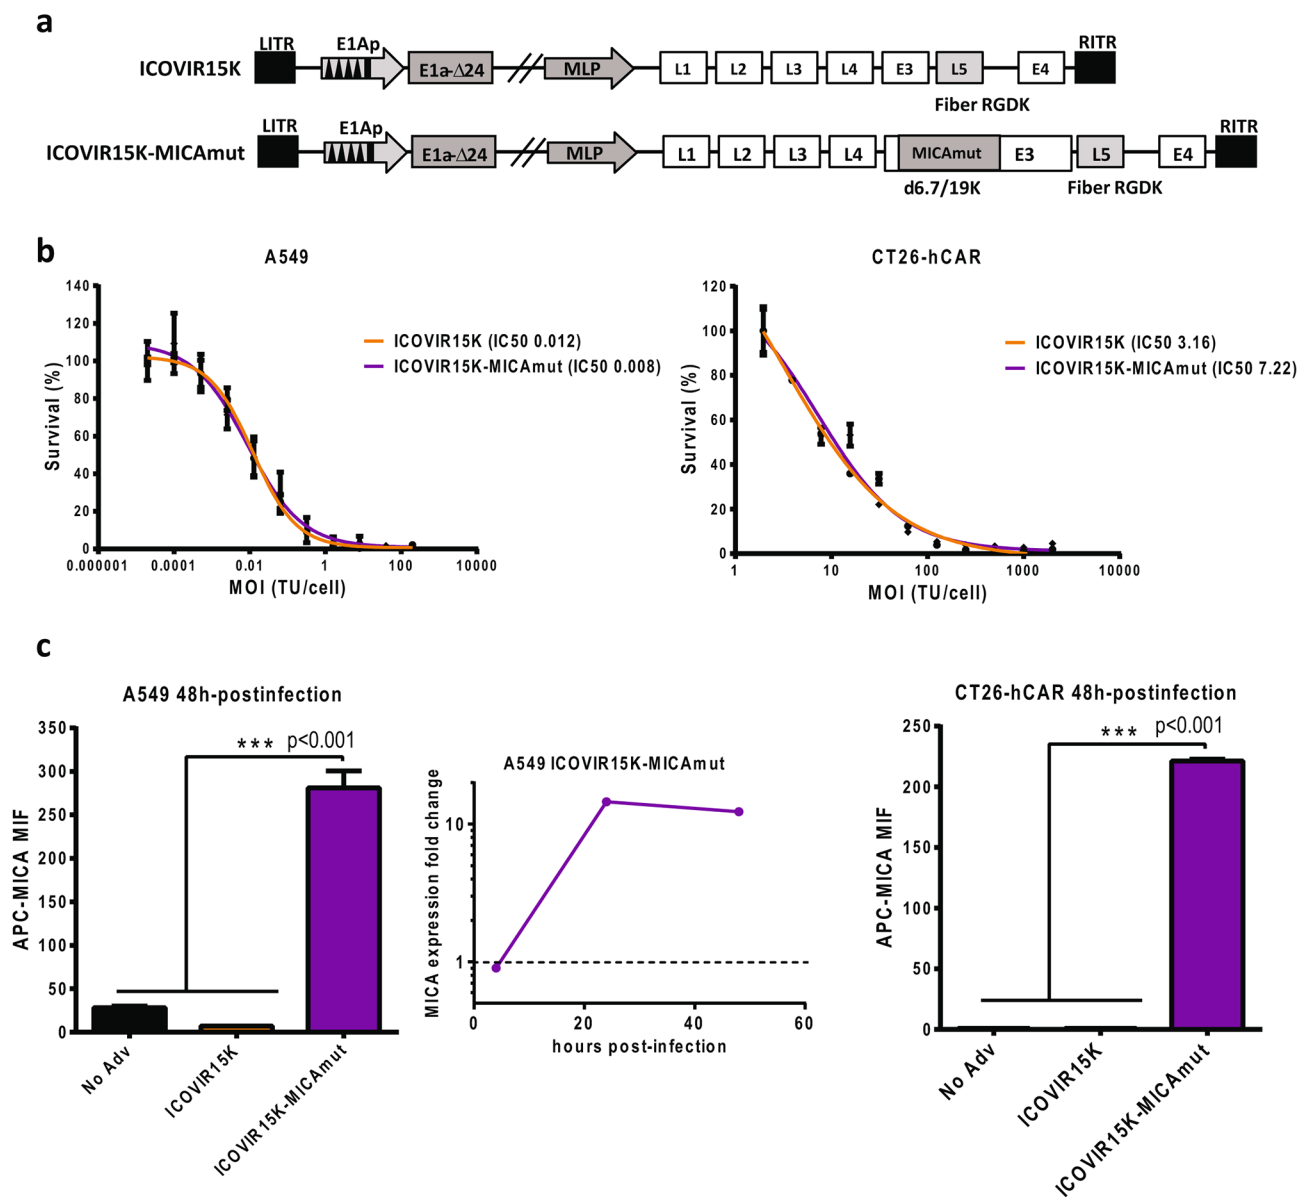 a
LITR E1Ap RITR
ICOVIR15K E1a-Δ24 MLP L1 L2 L3 L4 E3 L5 E4
Fiber RGDK
LITR E1Ap RITR
ICOVIR15K-MICAmut E1a-Δ24 MLP L1 L2 L3 L4 MICAmut E3 L5 E4
d6.7/19K Fiber RGDK
b
A549
140
120
100
80
60
40
20
0
Survival (%)
0.000001 0.0001 0.01 1 100 10000
MOI (TU/cell)
ICOVIR15K (IC50 0.012)
ICOVIR15K-MICAmut (IC50 0.008)
CT26-hCAR
120
100
80
60
40
20
0
Survival (%)
1 10 100 1000 10000
MOI (TU/cell)
ICOVIR15K (IC50 3.16)
ICOVIR15K-MICAmut (IC50 7.22)
c
A549 48h-postinfection
350
300
250
200
150
100
50
0
APC-MICA MIF
*** p<0.001
No Adv
ICOVIR15K
ICOVIR15K-MICAmut
A549 ICOVIR15K-MICAmut
MICA expression fold change
10
1
0 20 40 60
hours post-infection
CT26-hCAR 48h-postinfection
250
200
150
100
50
0
APC-MICA MIF
*** p<0.001
No Adv
ICOVIR15K
ICOVIR15K-MICAmut